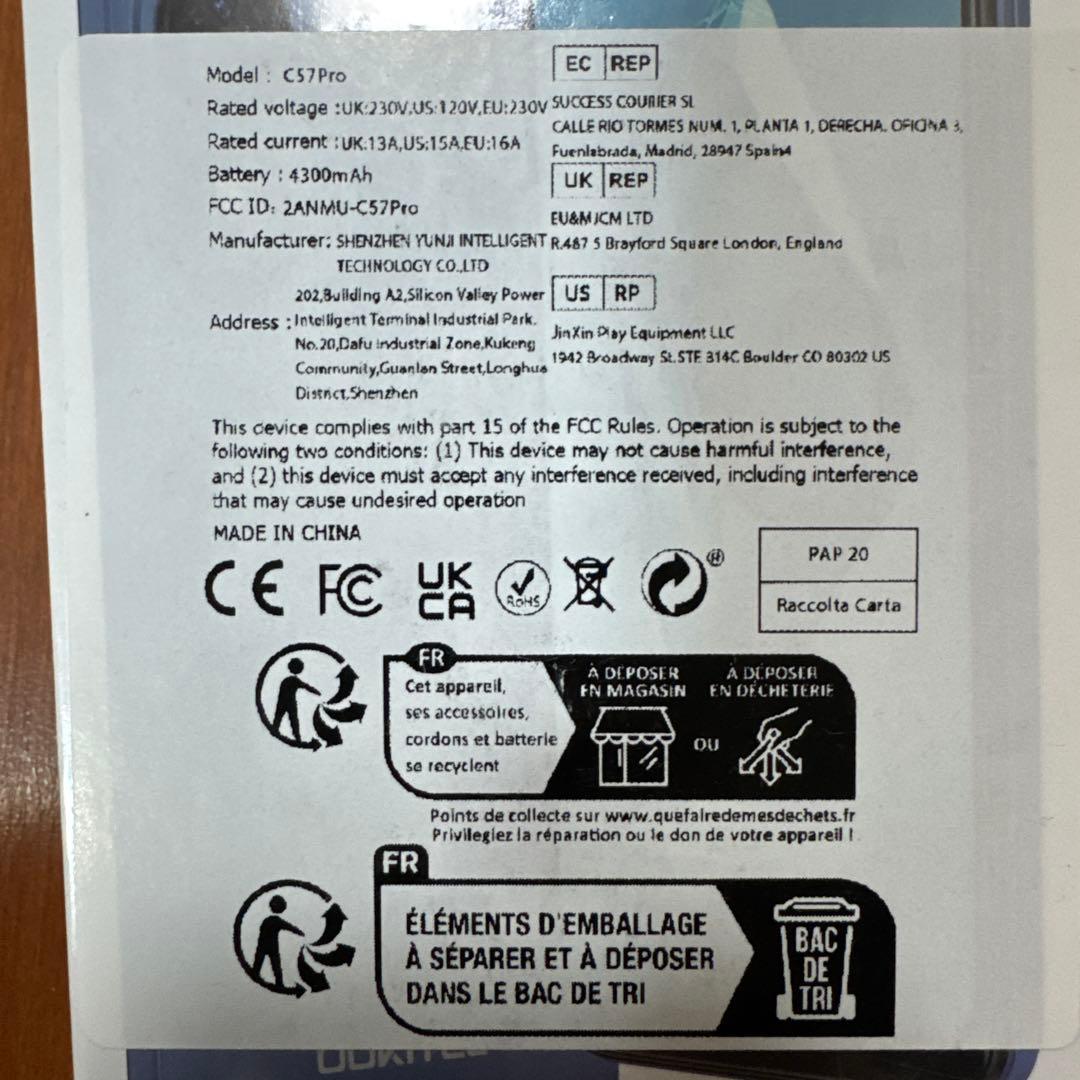 Model : C57Pro
Rated voltage :UK:230V,US:120V,EU:230V
Rated current :UK:13A,US:15A,EU:16A
Battery : 4300mAh
FCC ID: 2ANMU-C57Pro
Manufacturer: SHENZHEN YUNJI INTELLIGENT
TECHNOLOGY CO.,LTD
Address :
202,Building A2,Silicon Valley Power
Intelligent Terminal Industrial Park.
No.20,Dafu Industrial Zone,Kukeng
Community,Guanlan Street,Longhua
District,Shenzhen
EC REP
SUCCESS COURIER SL
CALLE RIO TORMES NUM. 1, PLANTA 1, DERECHA. OFICINA 3,
Fuenlabrada, Madrid, 28947 Spain4
UK REP
EU&MJCM LTD
R.487 5 Brayford Square London, England
US RP
JinXin Play Equipment LLC
1942 Broadway St.STE 314C Boulder CO 80302 US
This device complies with part 15 of the FCC Rules. Operation is subject to the
following two conditions: (1) This device may not cause harmful interference,
and (2) this device must accept any interference received, including interference
that may cause undesired operation
MADE IN CHINA
CE FC UK
CA
RoHS
®
PAP 20
Raccolta Carta
FR
Cet appareil,
ses accessoires,
cordons et batterie
se recyclent
À DÉPOSER
EN MAGASIN
OU
À DÉPOSER
EN DÉCHÈTERIE
Points de collecte sur www.quefairedemesdechets.fr
Privilegiez la réparation ou le don de votre appareil !
FR
ÉLÉMENTS D'EMBALLAGE
À SÉPARER ET À DÉPOSER
DANS LE BAC DE TRI
BAC
DE
TRI
OUKITEL